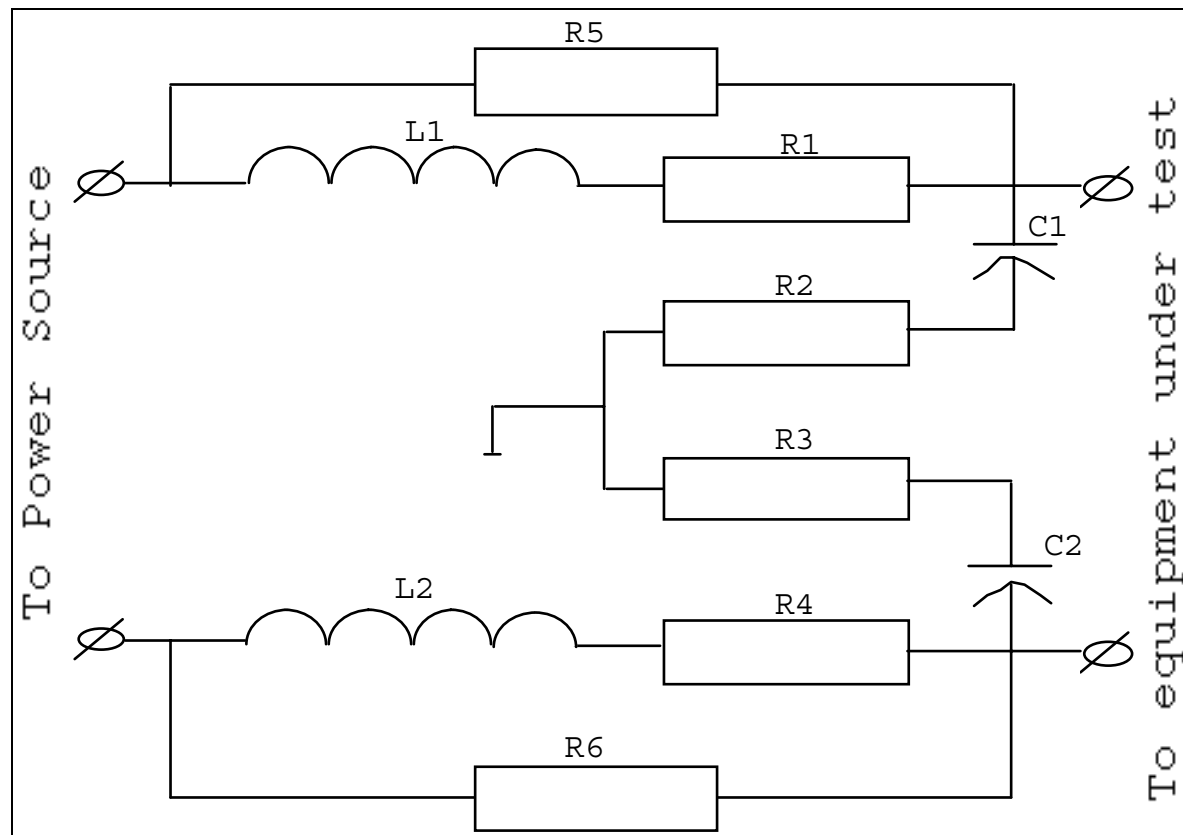 R5
L1
R1
C1
R2
R3
C2
L2
R4
R6
To Power Source
To equipment under test